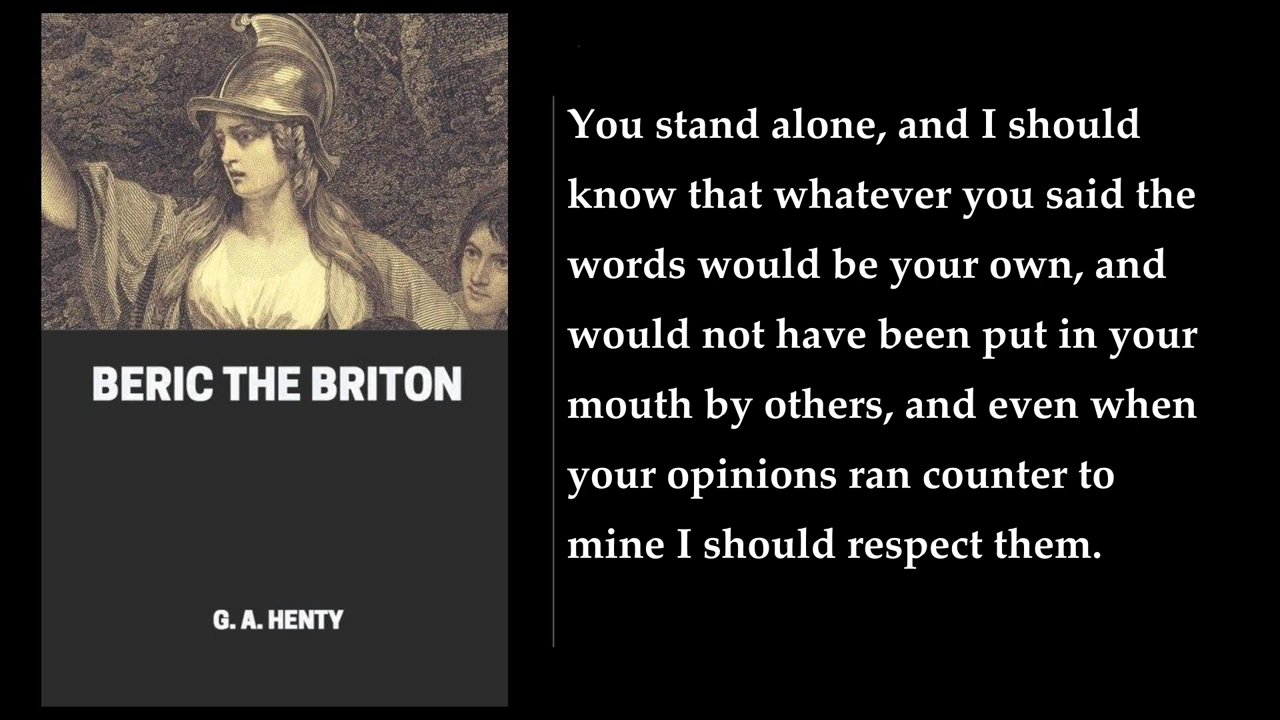 BERIC THE BRITON
G. A. HENTY
You stand alone, and I should
know that whatever you said the
words would be your own, and
would not have been put in your
mouth by others, and even when
your opinions ran counter to
mine I should respect them.